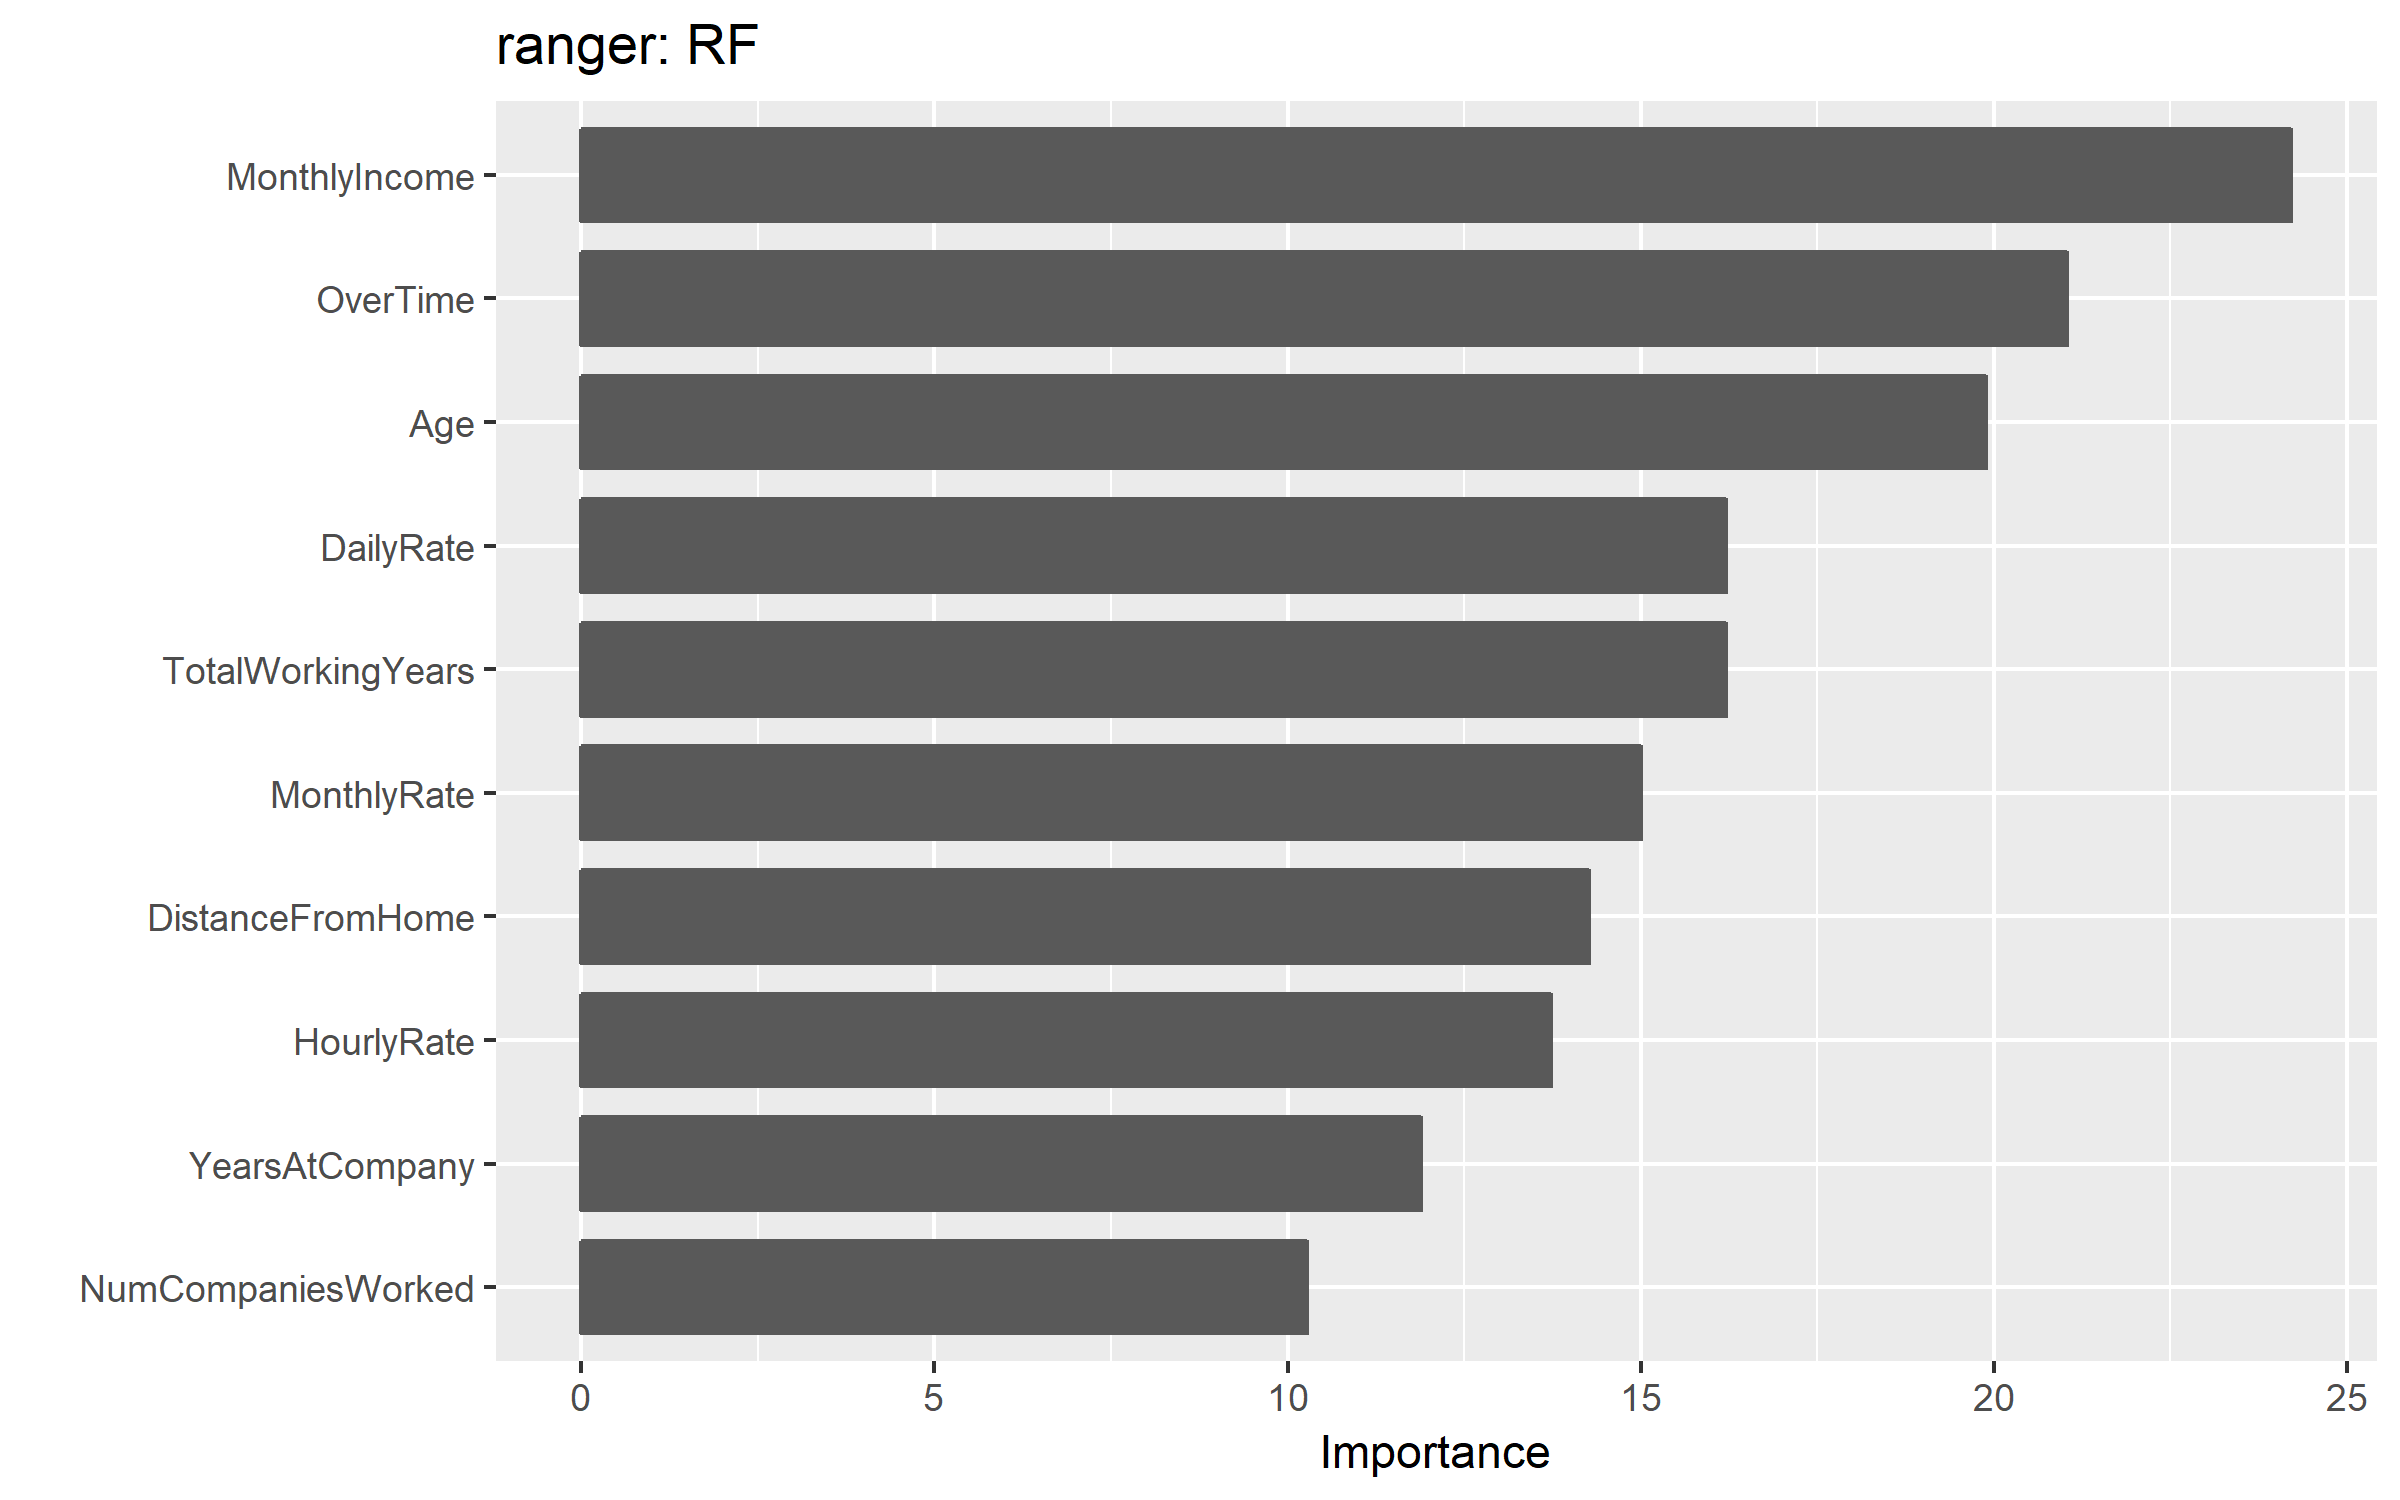 ranger: RF
MonthlyIncome
OverTime
Age
DailyRate
TotalWorkingYears
MonthlyRate
DistanceFromHome
HourlyRate
YearsAtCompany
NumCompaniesWorked
0 5 10 15 20 25
Importance